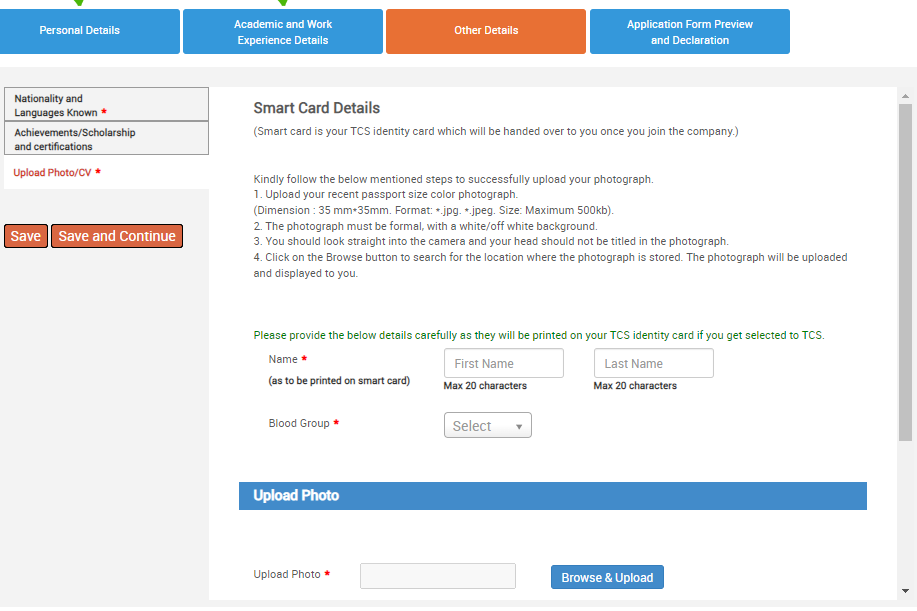 Personal Details
Academic and Work
Experience Details
Other Details
Application Form Preview
and Declaration
Nationality and
Languages Known *
Achievements/Scholarship
and certifications
Upload Photo/CV *
Save
Save and Continue
Smart Card Details
(Smart card is your TCS identity card which will be handed over to you once you join the company.)
Kindly follow the below mentioned steps to successfully upload your photograph.
1. Upload your recent passport size color photograph.
(Dimension : 35 mm*35mm. Format: *.jpg. *.jpeg. Size: Maximum 500kb).
2. The photograph must be formal, with a white/off white background.
3. You should look straight into the camera and your head should not be titled in the photograph.
4. Click on the Browse button to search for the location where the photograph is stored. The photograph will be uploaded
and displayed to you.
Please provide the below details carefully as they will be printed on your TCS identity card if you get selected to TCS.
Name *
(as to be printed on smart card)
First Name
Last Name
Max 20 characters
Max 20 characters
Blood Group *
Select
Upload Photo
Upload Photo *
Browse & Upload